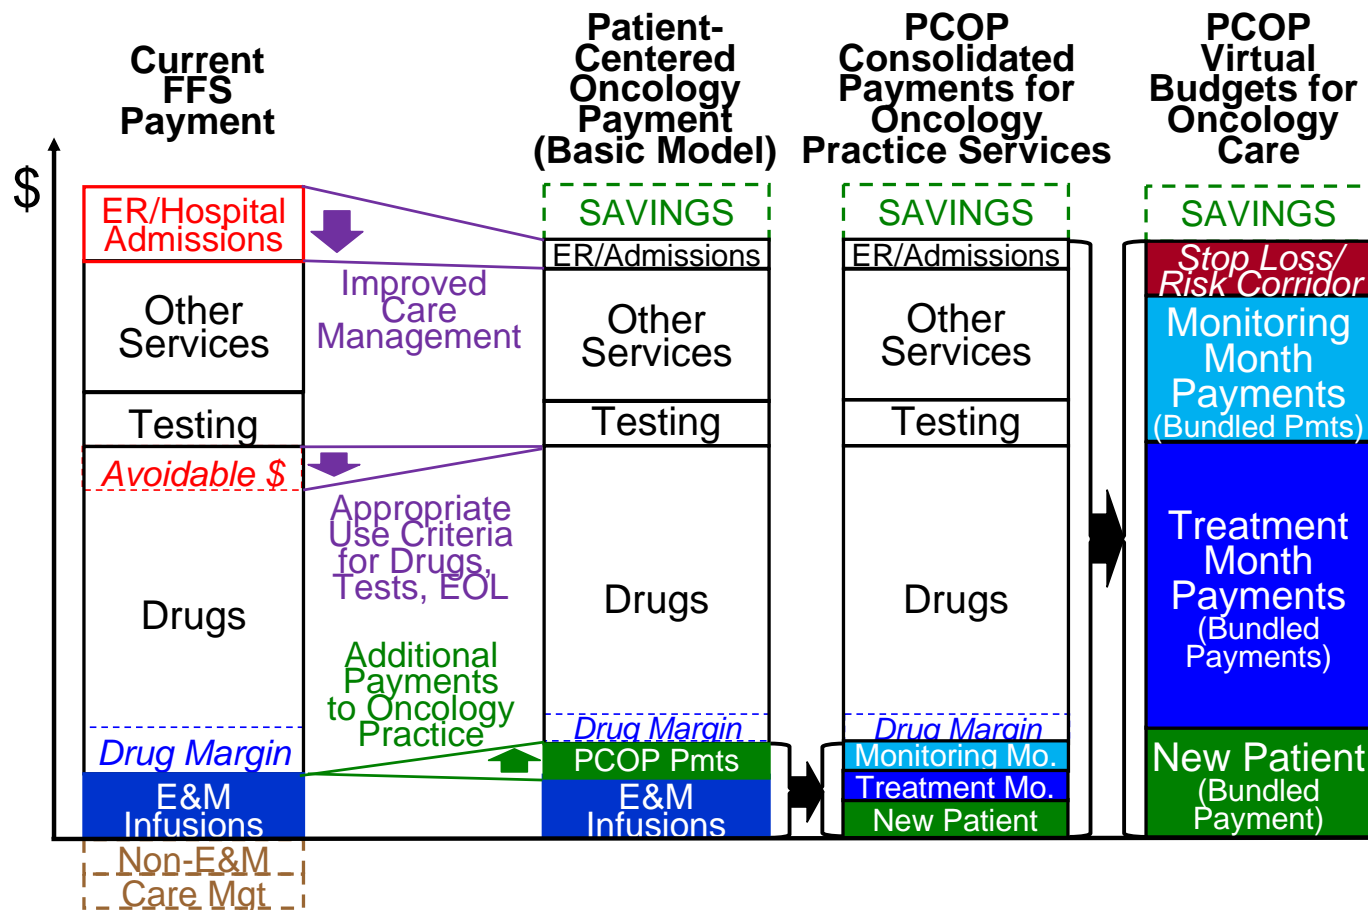 Current
FFS
Payment
Patient-
Centered
Oncology
Payment
(Basic Model)
PCOP
Consolidated
Payments for
Oncology
Practice Services
PCOP
Virtual
Budgets for
Oncology
Care
$
ER/Hospital
Admissions
Other
Services
Testing
Avoidable $
Drugs
Drug Margin
E&M
Infusions
Non-E&M
Care Mgt
Improved
Care
Management
Appropriate
Use Criteria
for Drugs,
Tests, EOL
Additional
Payments
to Oncology
Practice
SAVINGS
ER/Admissions
Other
Services
Testing
Drugs
Drug Margin
PCOP Pmts
E&M
Infusions
SAVINGS
ER/Admissions
Other
Services
Testing
Drugs
Drug Margin
Monitoring Mo.
Treatment Mo.
New Patient
SAVINGS
Stop Loss/
Risk Corridor
Monitoring
Month
Payments
(Bundled Pmts)
Treatment
Month
Payments
(Bundled
Payments)
New Patient
(Bundled
Payment)